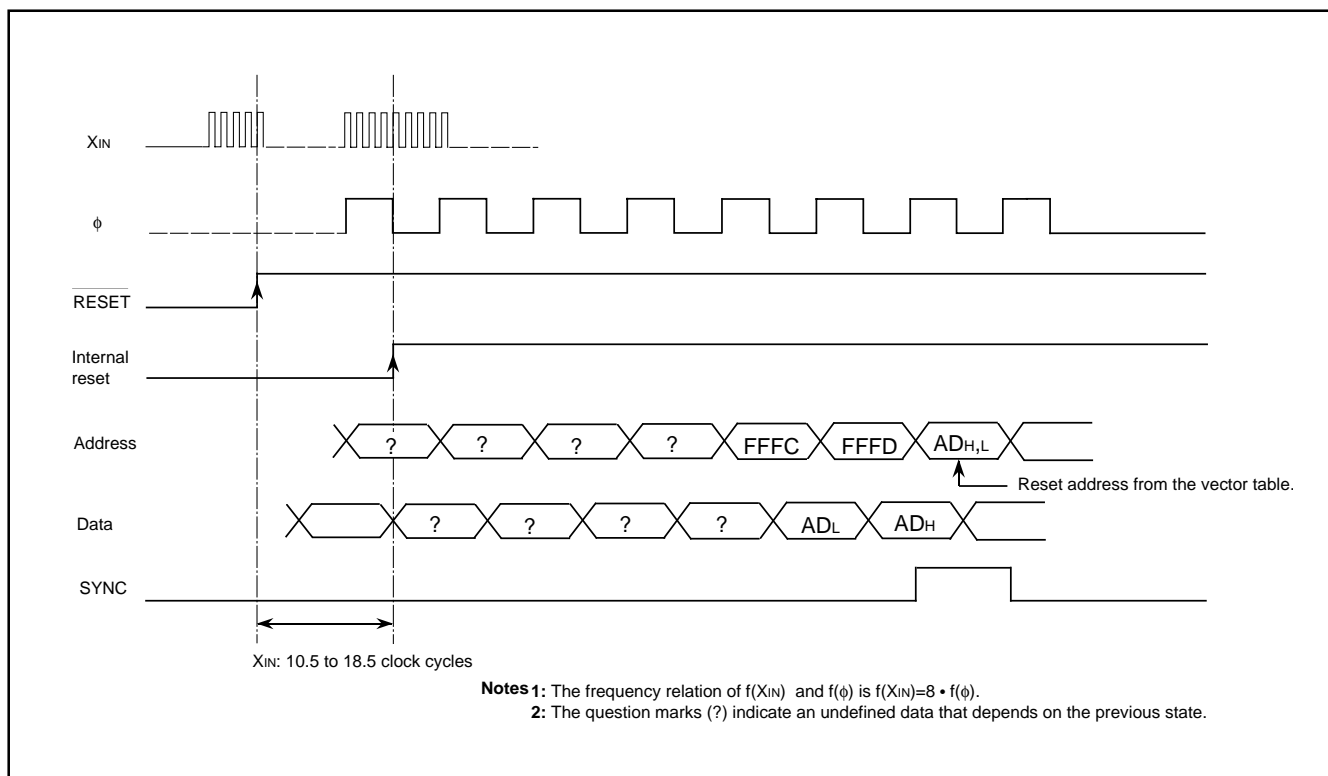 XIN
ϕ
RESET
Internal
reset
Address
? ? ? ? FFFC FFFD ADH,L
Reset address from the vector table.
Data
? ? ? ? ADL ADH
SYNC
XIN: 10.5 to 18.5 clock cycles
Notes 1: The frequency relation of f(XIN) and f(ϕ) is f(XIN)=8 • f(ϕ).
2: The question marks (?) indicate an undefined data that depends on the previous state.